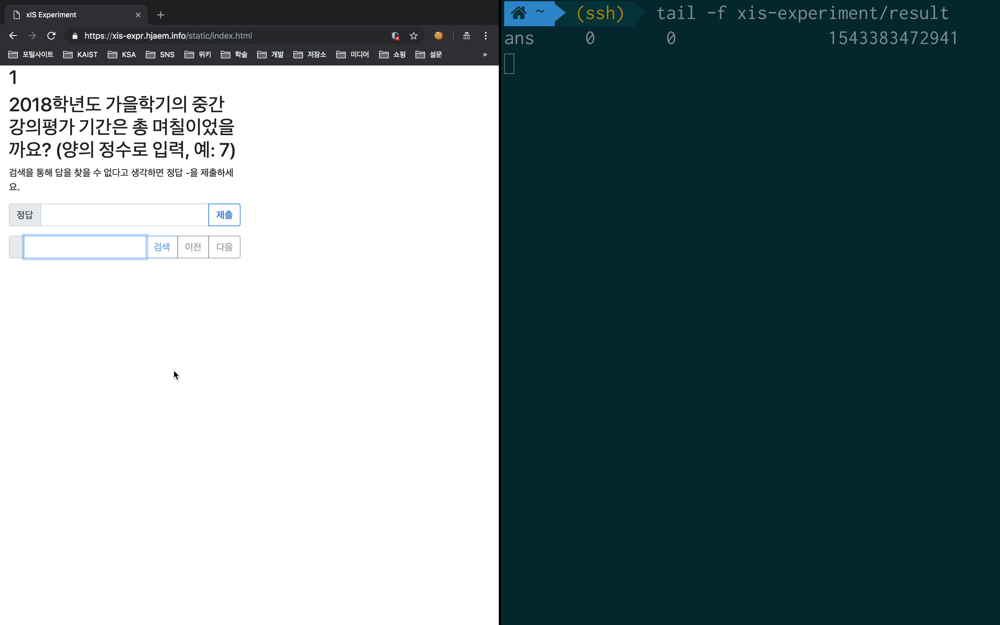 xIS Experiment
https://xis-expr.hjaem.info/static/index.html
포털사이트 KAIST KSA SNS 위키 학술 개발 저장소 미디어 쇼핑 설문 »
1
2018학년도 가을학기의 중간
강의평가 기간은 총 며칠이었을
까요? (양의 정수로 입력, 예: 7)
검색을 통해 답을 찾을 수 없다고 생각하면 정답 -을 제출하세
요.
정답 제출
검색 이전 다음
~ (ssh) tail -f xis-experiment/result
ans 0 0 1543383472941